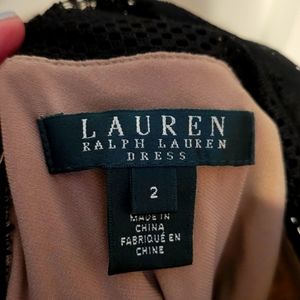 LAUREN
RALPH LAUREN
DRESS
2
MADE IN
CHINA
FABRIQUÉ EN
CHINE